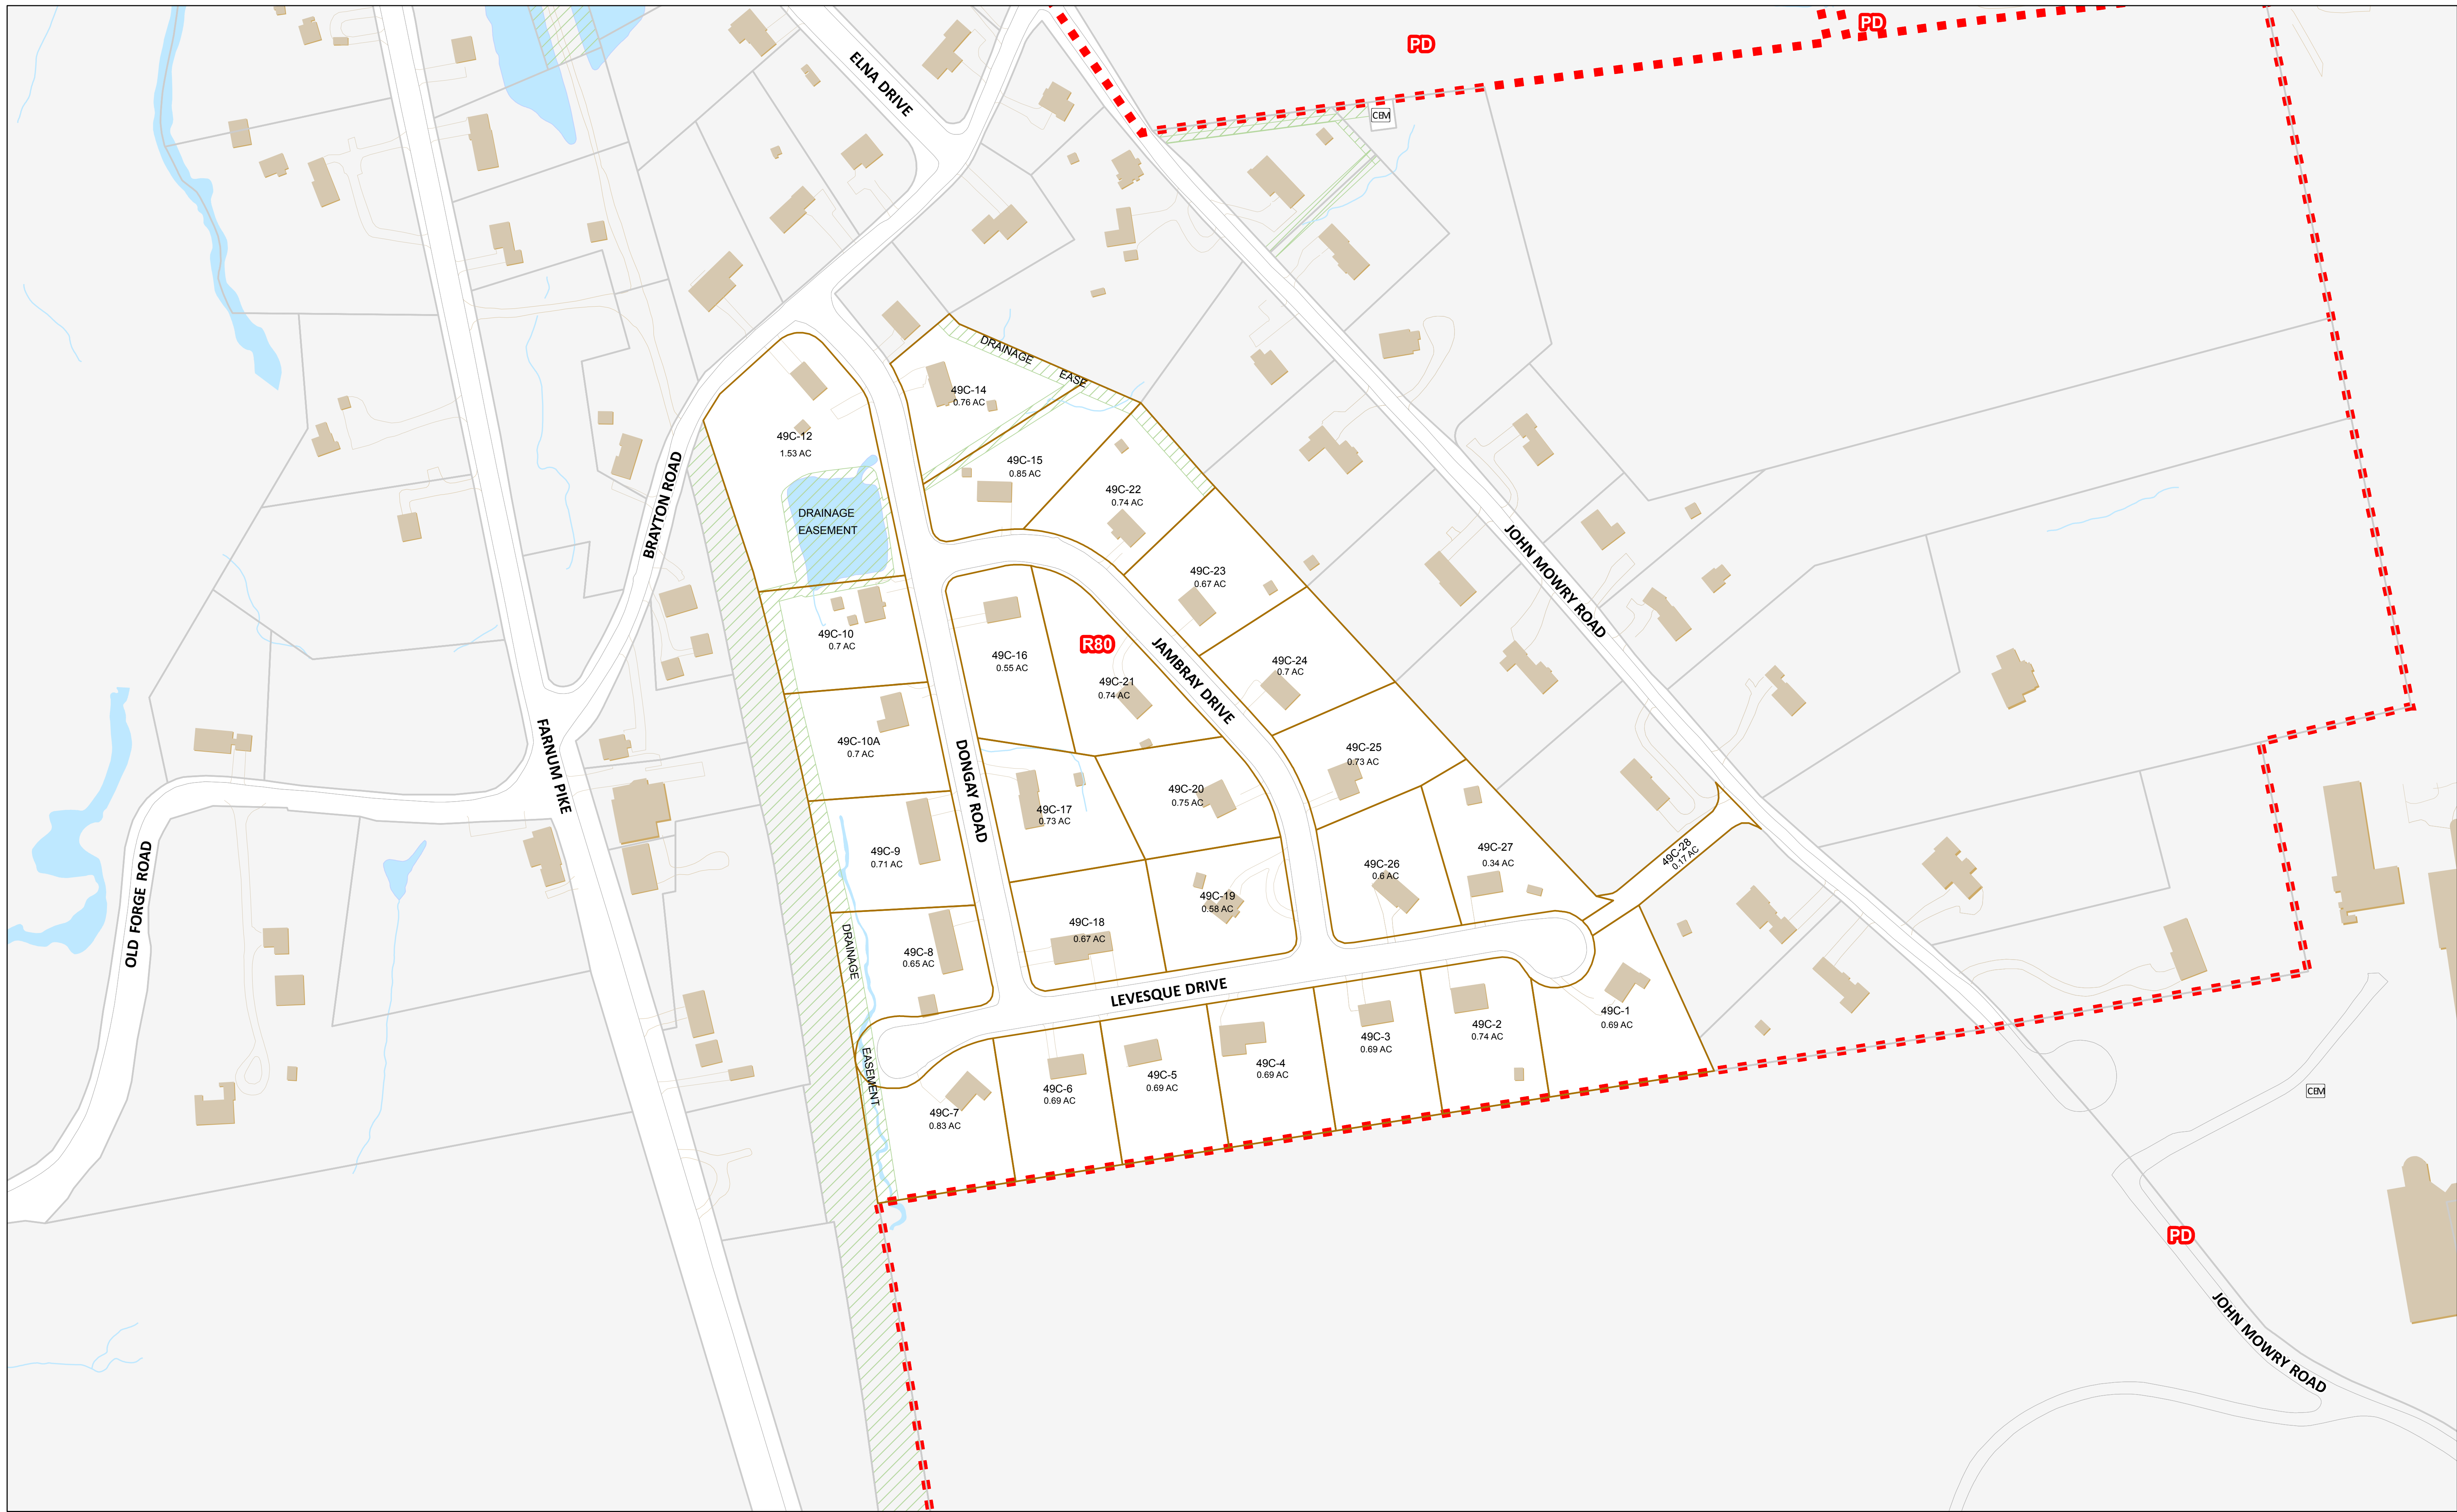 PD
PD
ELNA DRIVE
CEM
DRAINAGE
EASE
49C-14
0.76 AC
49C-12
1.53 AC
49C-15
0.85 AC
49C-22
0.74 AC
BRAYTON ROAD
DRAINAGE
EASEMENT
JOHN MOWRY ROAD
49C-23
0.67 AC
49C-10
0.7 AC
R80
49C-16
0.55 AC
49C-24
0.7 AC
JAMBRAY DRIVE
49C-21
0.74 AC
49C-10A
0.7 AC
49C-25
0.73 AC
FARNUM PIKE
DONGAY ROAD
49C-20
0.75 AC
49C-17
0.73 AC
49C-9
0.71 AC
49C-27
0.34 AC
49C-28
0.17 AC
49C-26
0.6 AC
OLD FORGE ROAD
49C-19
0.58 AC
49C-18
0.67 AC
DRAINAGE
49C-8
0.65 AC
LEVESQUE DRIVE
49C-1
0.69 AC
49C-2
0.74 AC
49C-3
0.69 AC
49C-4
0.69 AC
49C-5
0.69 AC
49C-6
0.69 AC
EASEMENT
49C-7
0.83 AC
CEM
PD
JOHN MOWRY ROAD